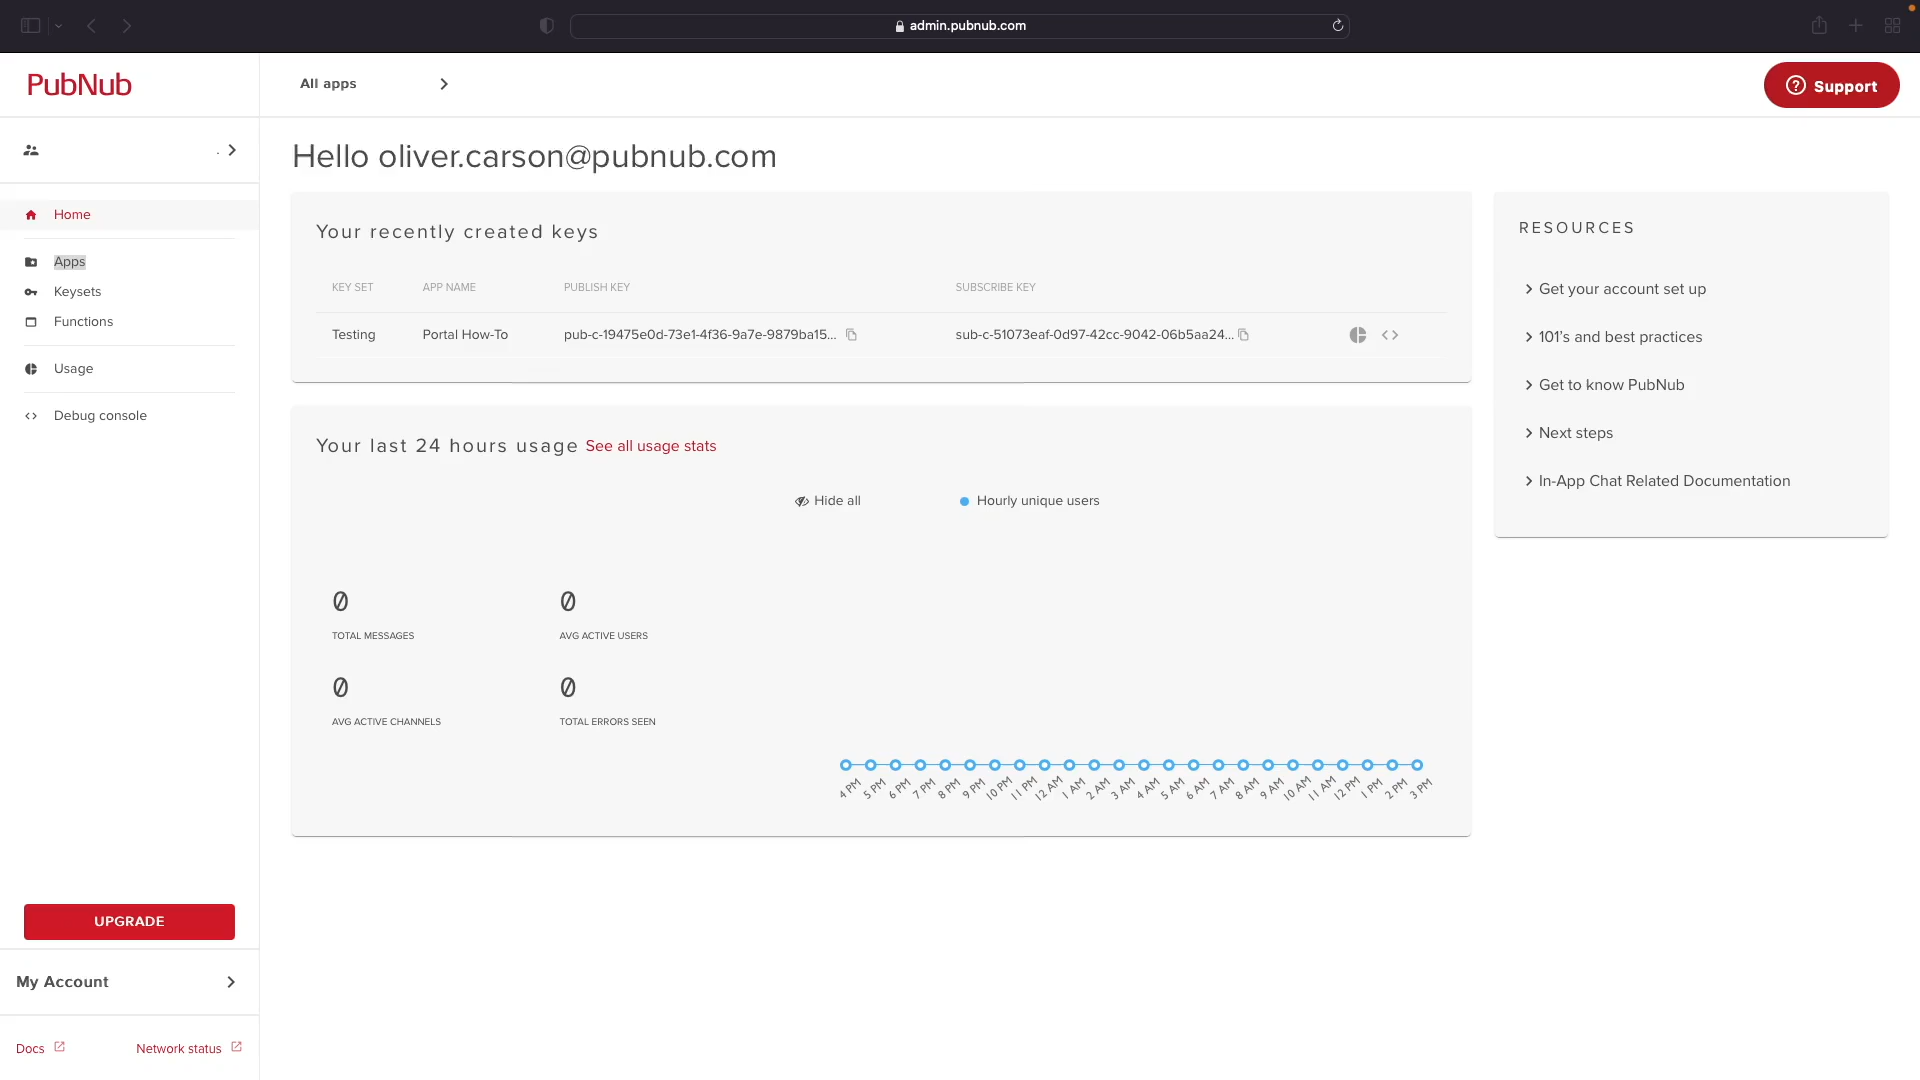 admin.pubnub.com
PubNub
All apps
Support
.
Hello oliver.carson@pubnub.com
Home
Apps
Keysets
Functions
Usage
Debug console
Your recently created keys
KEY SET APP NAME PUBLISH KEY SUBSCRIBE KEY
Testing Portal How-To pub-c-19475e0d-73e1-4f36-9a7e-9879ba15... sub-c-51073eaf-0d97-42cc-9042-06b5aa24...
RESOURCES
Get your account set up
101's and best practices
Get to know PubNub
Next steps
In-App Chat Related Documentation
Your last 24 hours usage See all usage stats
Hide all Hourly unique users
0 0
TOTAL MESSAGES AVG ACTIVE USERS
0 0
AVG ACTIVE CHANNELS TOTAL ERRORS SEEN
4 PM 5 PM 6 PM 7 PM 8 PM 9 PM 10 PM 11 PM 12 AM 1 AM 2 AM 3 AM 4 AM 5 AM 6 AM 7 AM 8 AM 9 AM 10 AM 11 AM 12 PM 1 PM 2 PM 3 PM
UPGRADE
My Account
Docs Network status